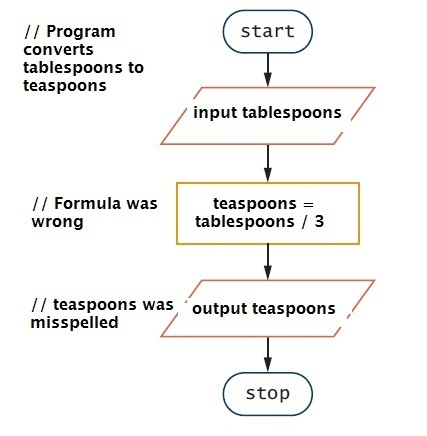 // Program
converts
tablespoons to
teaspoons
start
input tablespoons
// Formula was
wrong
teaspoons =
tablespoons / 3
// teaspoons was
misspelled
output teaspoons
stop